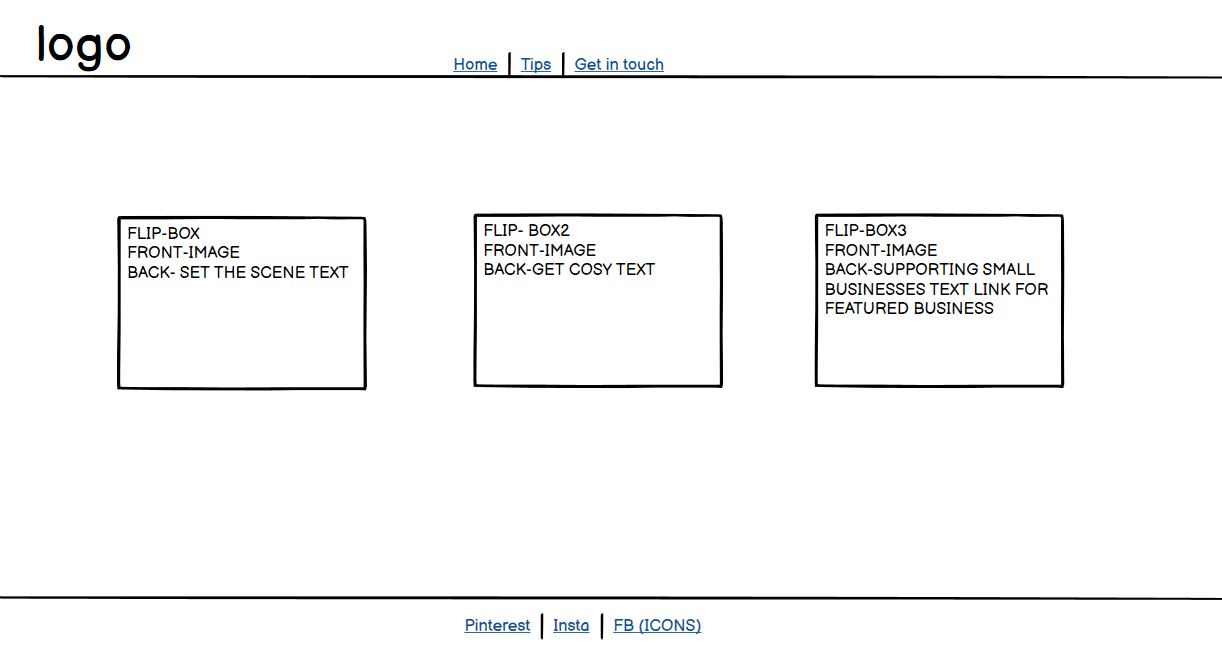 logo
Home | Tips | Get in touch
FLIP-BOX
FRONT-IMAGE
BACK- SET THE SCENE TEXT
FLIP- BOX2
FRONT-IMAGE
BACK-GET COSY TEXT
FLIP-BOX3
FRONT-IMAGE
BACK-SUPPORTING SMALL
BUSINESSES TEXT LINK FOR
FEATURED BUSINESS
Pinterest | Insta | FB (ICONS)